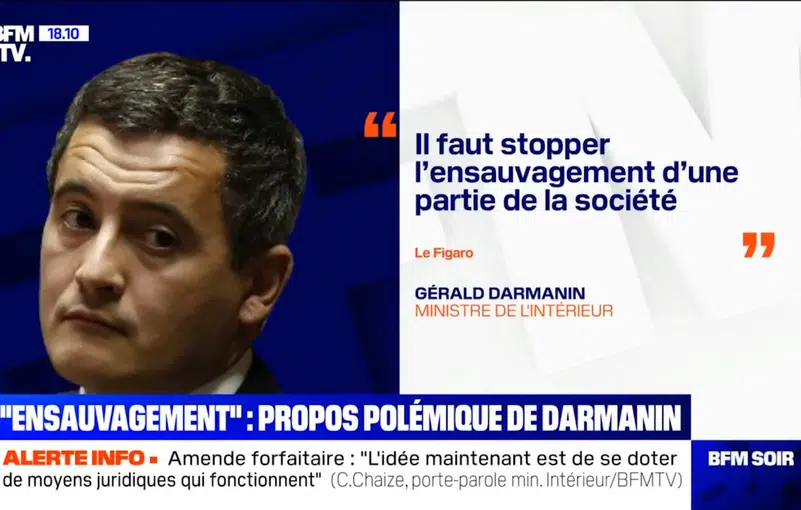 BFM
TV.
18.10
“
Il faut stopper
l’ensauvagement d’une
partie de la société
”
Le Figaro
GÉRALD DARMANIN
MINISTRE DE L'INTÉRIEUR
"ENSAUVAGEMENT" : PROPOS POLÉMIQUE DE DARMANIN
ALERTE INFO Amende forfaitaire : "L'idée maintenant est de se doter
de moyens juridiques qui fonctionnent" (C.Chaize, porte-parole min. Intérieur/BFMTV)
BFM SOIR